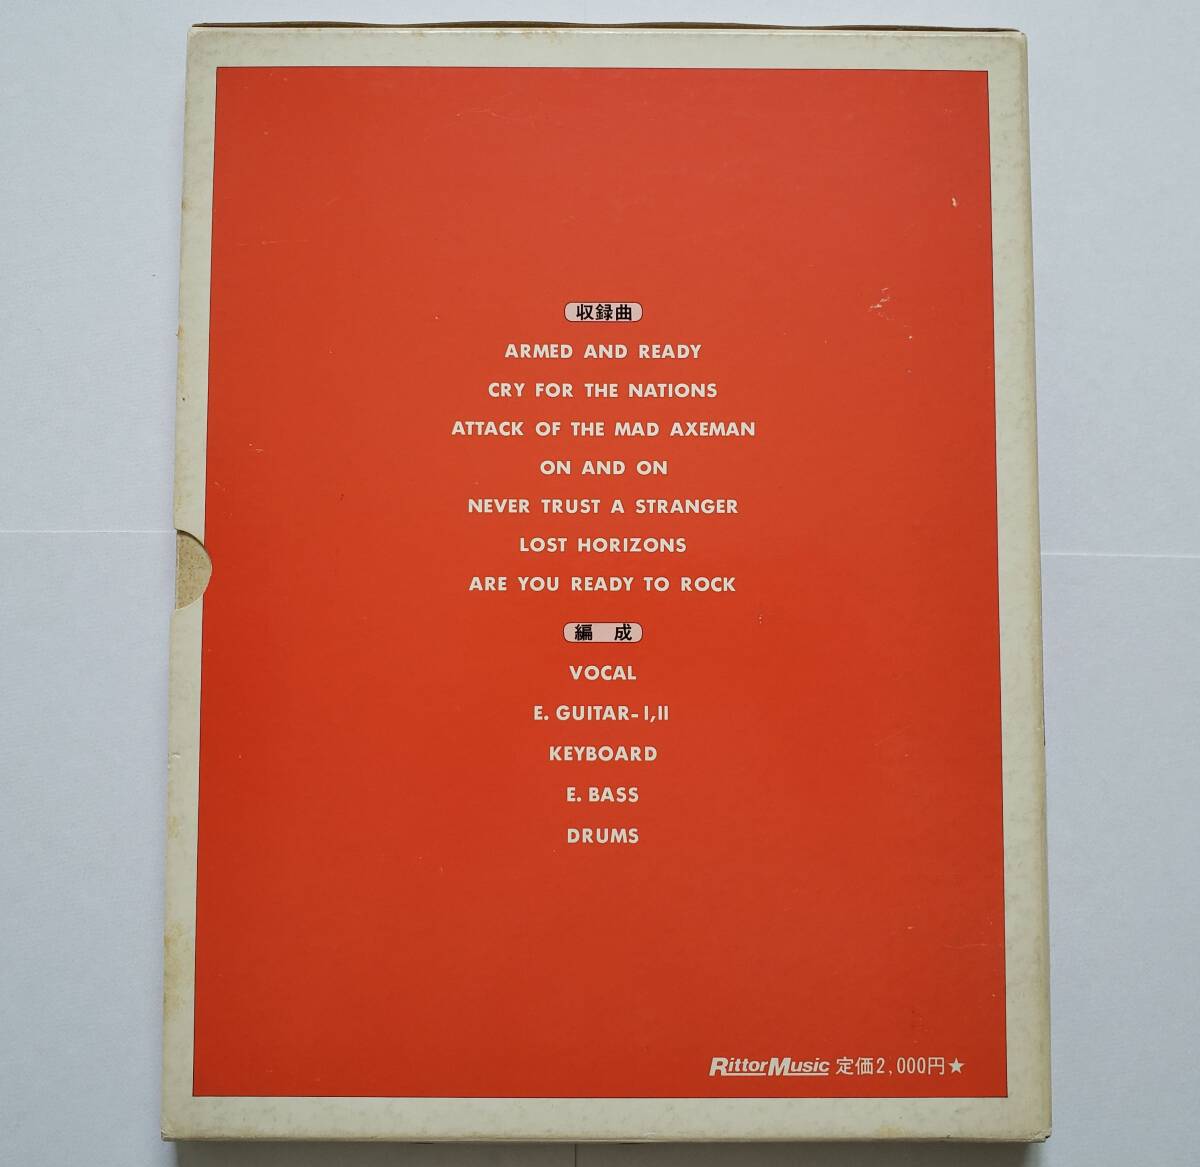 収録曲
ARMED AND READY
CRY FOR THE NATIONS
ATTACK OF THE MAD AXEMAN
ON AND ON
NEVER TRUST A STRANGER
LOST HORIZONS
ARE YOU READY TO ROCK
編 成
VOCAL
E. GUITAR-I,II
KEYBOARD
E. BASS
DRUMS
RittorMusic 定価2,000円★